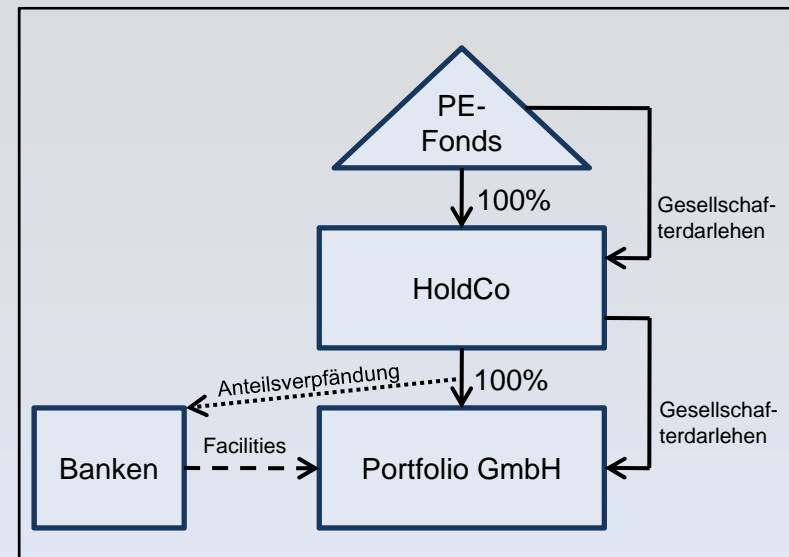 PE-
Fonds
100%
Gesellschaf-
terdarlehen
HoldCo
Anteilsverpfändung
100%
Gesellschaf-
terdarlehen
Banken
Facilities
Portfolio GmbH